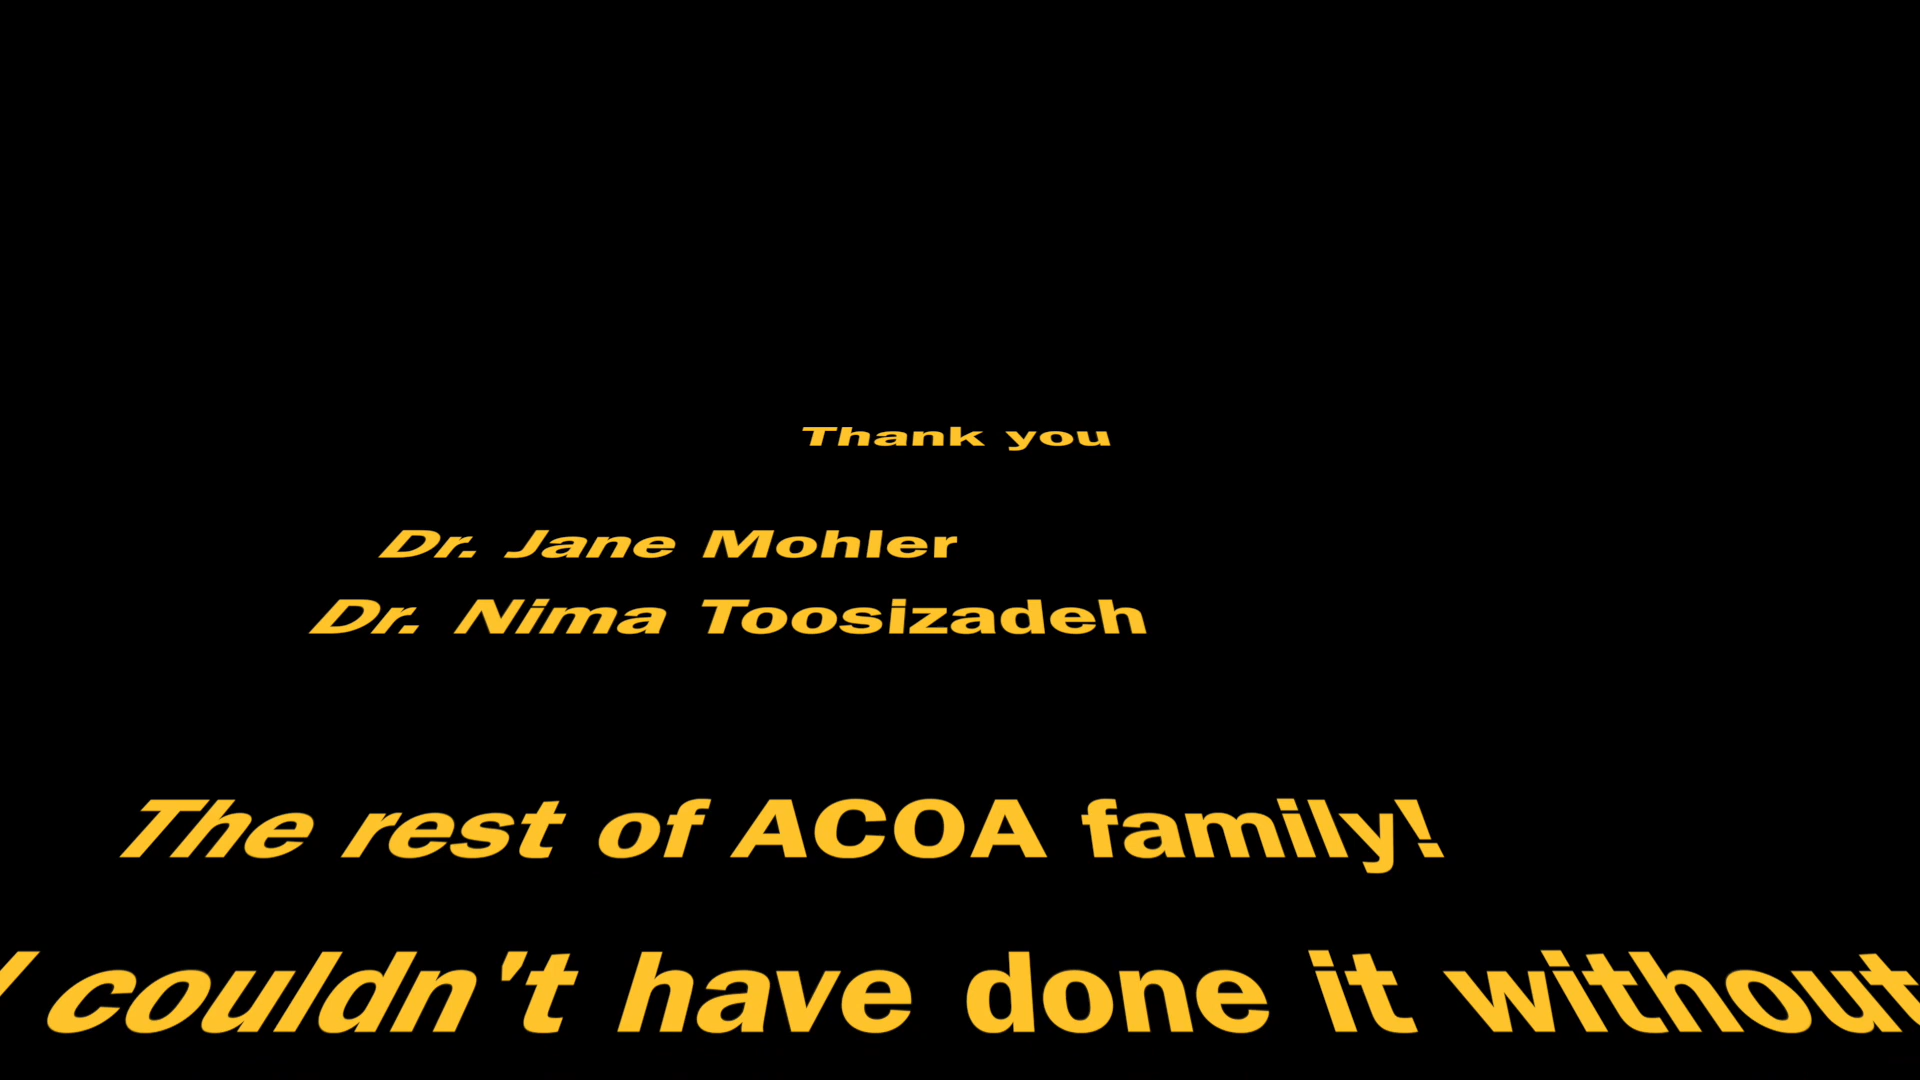 Thank you
Dr. Jane Mohler
Dr. Nima Toosizadeh
The rest of ACOA family!
I couldn't have done it without